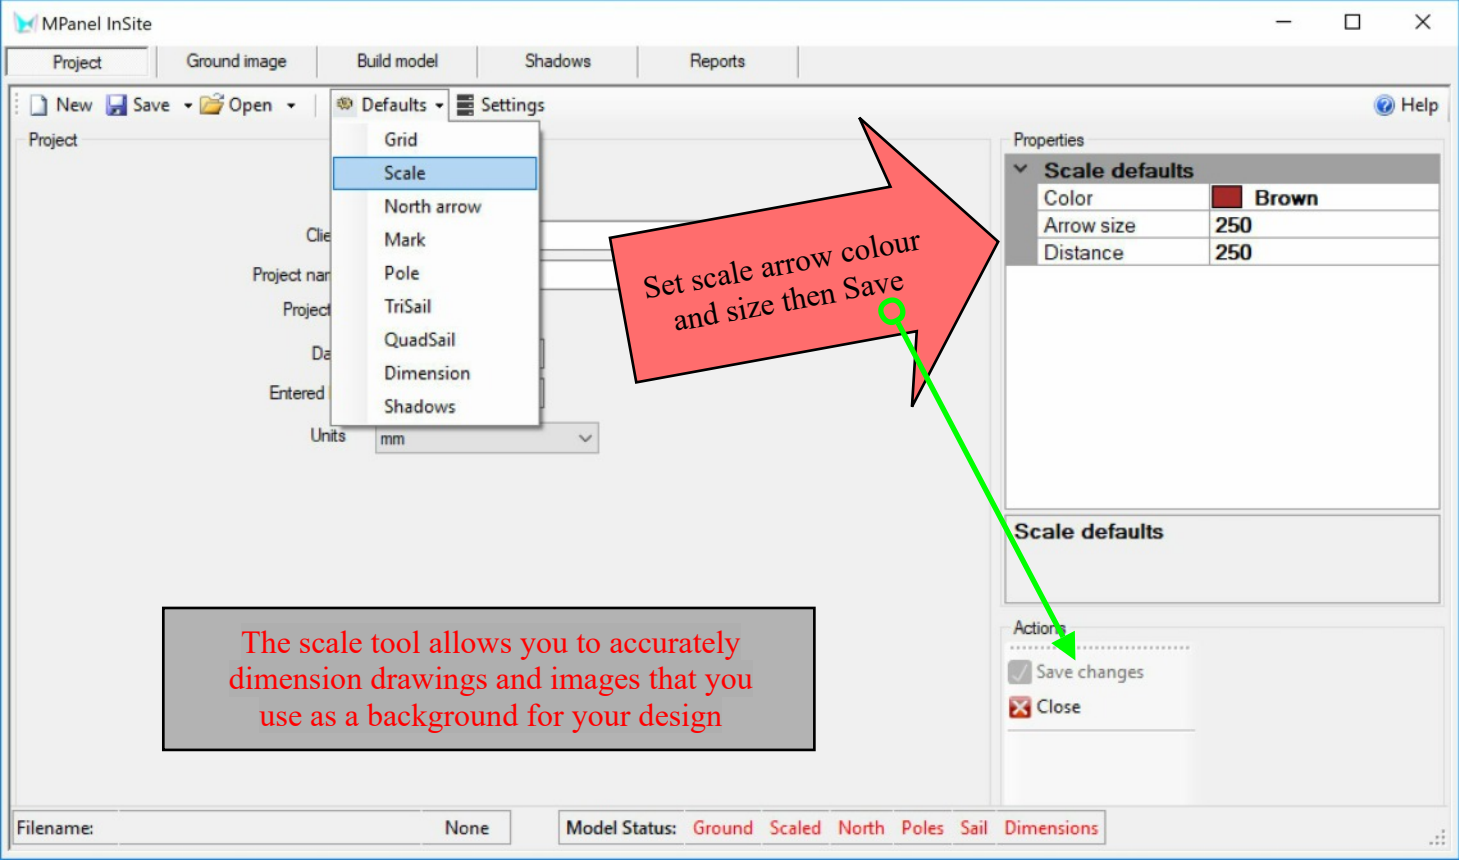 MPanel InSite
Project
Ground image
Build model
Shadows
Reports
New
Save
Open
Defaults
Settings
Help
Project
Grid
Scale
North arrow
Mark
Pole
TriSail
QuadSail
Dimension
Shadows
Clie
Project nar
Project
Da
Entered
Units
mm
Set scale arrow colour
and size then Save
Properties
Scale defaults
Color Brown
Arrow size 250
Distance 250
Scale defaults
Actions
Save changes
Close
The scale tool allows you to accurately
dimension drawings and images that you
use as a background for your design
Filename:
None
Model Status: Ground Scaled North Poles Sail Dimensions